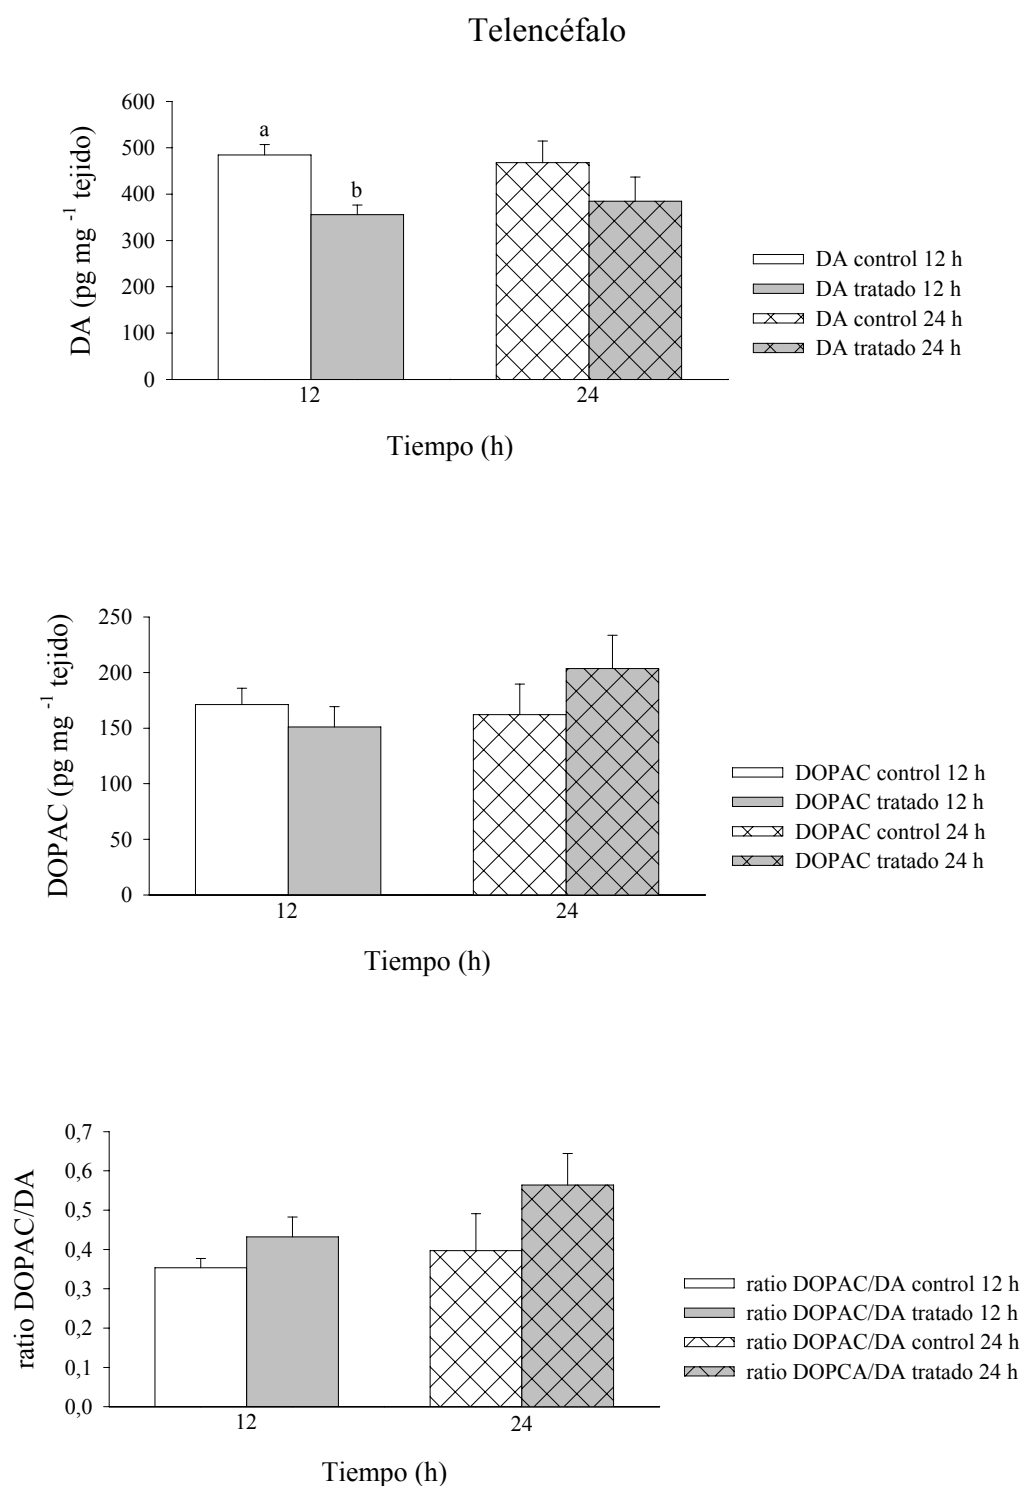 Telencéfalo
DA (pg mg -1 tejido)
600
500
400
300
200
100
0
a
b
12
24
Tiempo (h)
DA control 12 h
DA tratado 12 h
DA control 24 h
DA tratado 24 h
DOPAC (pg mg -1 tejido)
250
200
150
100
50
0
12
24
Tiempo (h)
DOPAC control 12 h
DOPAC tratado 12 h
DOPAC control 24 h
DOPAC tratado 24 h
ratio DOPAC/DA
0,7
0,6
0,5
0,4
0,3
0,2
0,1
0,0
12
24
Tiempo (h)
ratio DOPAC/DA control 12 h
ratio DOPAC/DA tratado 12 h
ratio DOPAC/DA control 24 h
ratio DOPCA/DA tratado 24 h